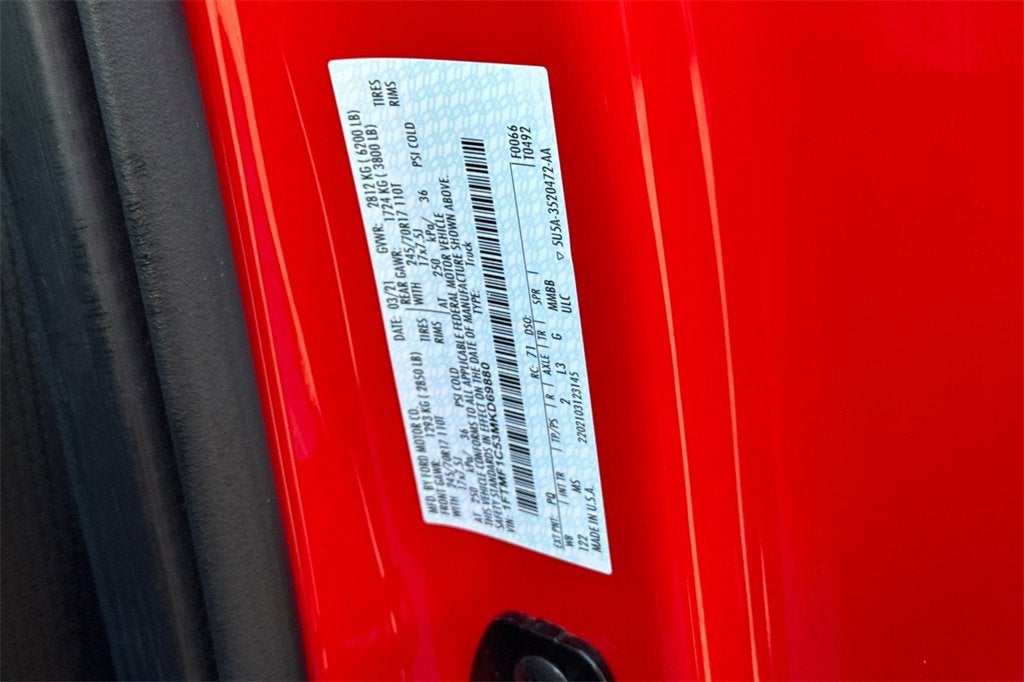 MFD. BY FORD MOTOR CO. DATE: 03/21 GVWR: 2812 KG ( 6200 LB)
FRONT GAWR: 1293 KG ( 2850 LB) REAR GAWR: 1724 KG ( 3800 LB)
WITH 245/70R17 110T TIRES WITH 245/70R17 110T TIRES
17x7.5J RIMS 17x7.5J RIMS
AT 250 kPa/ 36 PSI COLD AT 250 kPa/ 36 PSI COLD
THIS VEHICLE CONFORMS TO ALL APPLICABLE FEDERAL MOTOR VEHICLE
SAFETY STANDARDS IN EFFECT ON THE DATE OF MANUFACTURE SHOWN ABOVE.
VIN: 1FTMF1C53MKD69880 TYPE: Truck
F0066
EXT PNT: PQ RC: 71 DSO: T0492
WB INT TR TP/PS R AXLE TR SPR
122 MS 2 L3 G MMBB
MADE IN U.S.A. 2202103123145 ULC ▽ 5U5A-3520472-AA